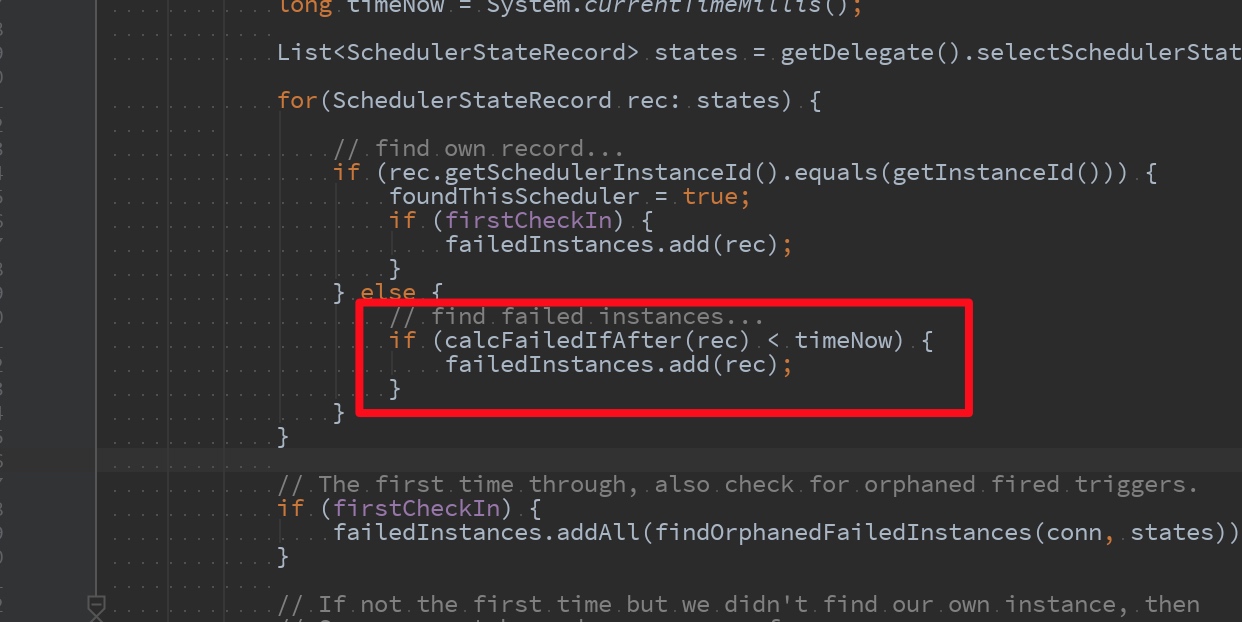 long timeNow = System.currentTimeMillis();
List<SchedulerStateRecord> states = getDelegate().selectSchedulerStat
for(SchedulerStateRecord rec: states) {
// find own record...
if (rec.getSchedulerInstanceId().equals(getInstanceId())) {
foundThisScheduler = true;
if (firstCheckIn) {
failedInstances.add(rec);
}
} else {
// find failed instances...
if (calcFailedIfAfter(rec) < timeNow) {
failedInstances.add(rec);
}
}
}
// The first time through, also check for orphaned fired triggers.
if (firstCheckIn) {
failedInstances.addAll(findOrphanedFailedInstances(conn, states))
}
// If not the first time but we didn't find our own instance, then